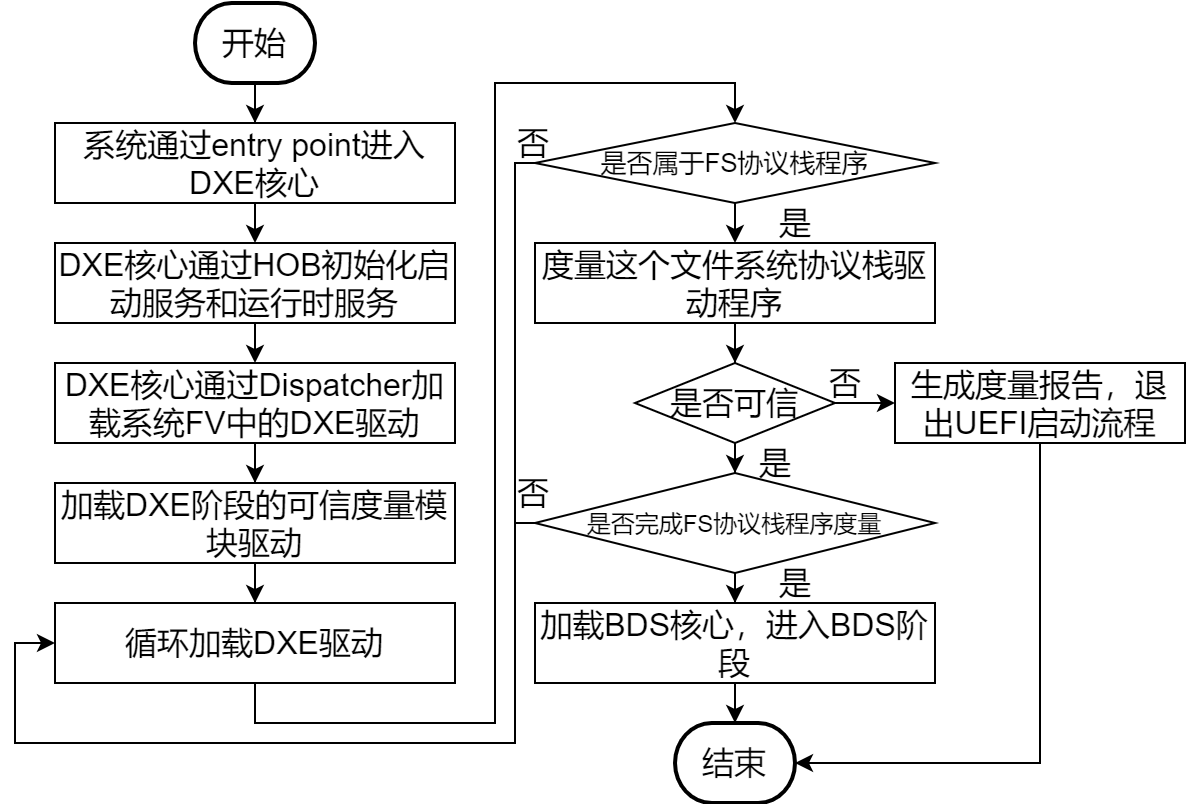 开始
系统通过entry point进入
DXE核心
DXE核心通过HOB初始化启
动服务和运行时服务
DXE核心通过Dispatcher加
载系统FV中的DXE驱动
加载DXE阶段的可信度量模
块驱动
循环加载DXE驱动
否
是否属于FS协议栈程序
是
度量这个文件系统协议栈驱
动程序
是否可信
否
生成度量报告，退
出UEFI启动流程
是
否
是否完成FS协议栈程序度量
是
加载BDS核心，进入BDS阶
段
结束